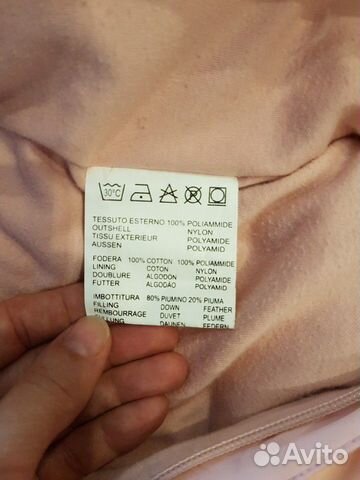 30°C
TESSUTO ESTERNO 100% POLIAMMIDE
OUTSHELL NYLON
TISSU EXTERIEUR POLYAMIDE
AUSSEN POLYAMIDE
FODERA 100% COTTON 100% POLIAMMIDE
LINING COTON NYLON
DOUBLURE ALGODON POLYAMIDE
FUTTER ALGODÃO POLYAMID
IMBOTTITURA 80% PIUMINO 20% PIUMA
FILLING DOWN FEATHER
REMBOURRAGE DUVET PLUME
DAUNEN FEDERN
Avito